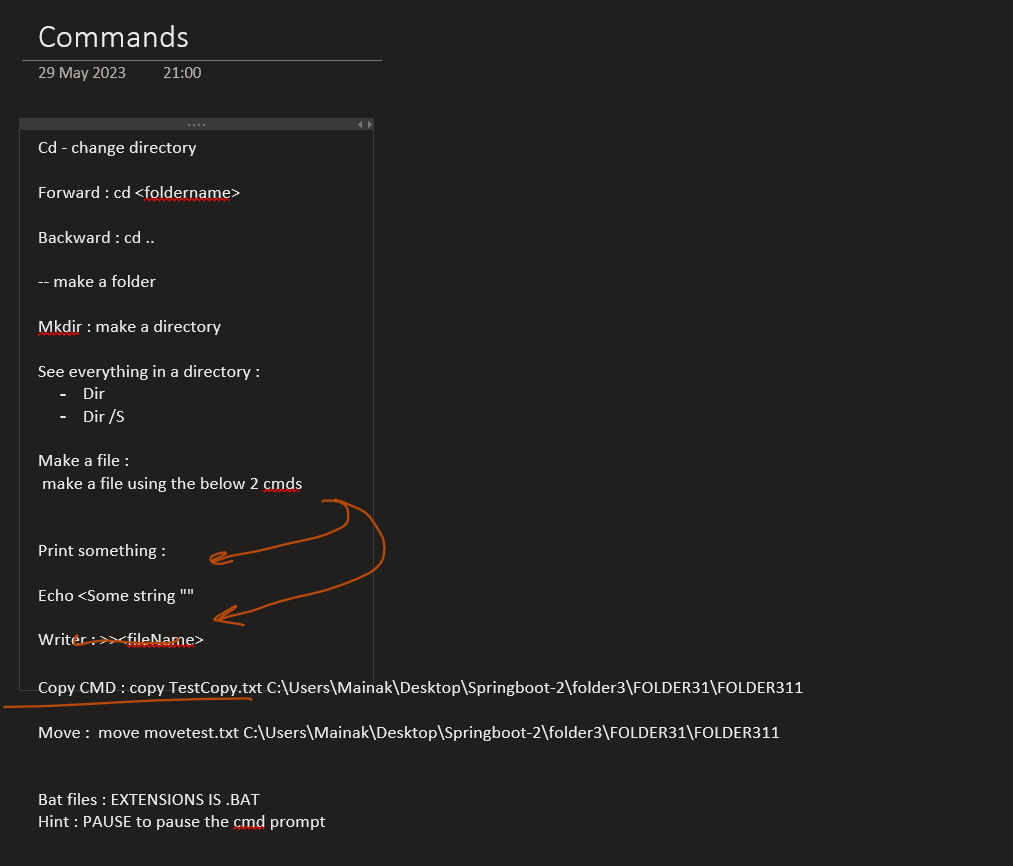 Commands
29 May 2023 21:00
Cd - change directory
Forward : cd <foldername>
Backward : cd ..
-- make a folder
Mkdir : make a directory
See everything in a directory :
- Dir
- Dir /S
Make a file :
make a file using the below 2 cmds
Print something :
Echo <Some string ""
Writer : >><fileName>
Copy CMD : copy TestCopy.txt C:\Users\Mainak\Desktop\Springboot-2\folder3\FOLDER31\FOLDER311
Move : move movetest.txt C:\Users\Mainak\Desktop\Springboot-2\folder3\FOLDER31\FOLDER311
Bat files : EXTENSIONS IS .BAT
Hint : PAUSE to pause the cmd prompt